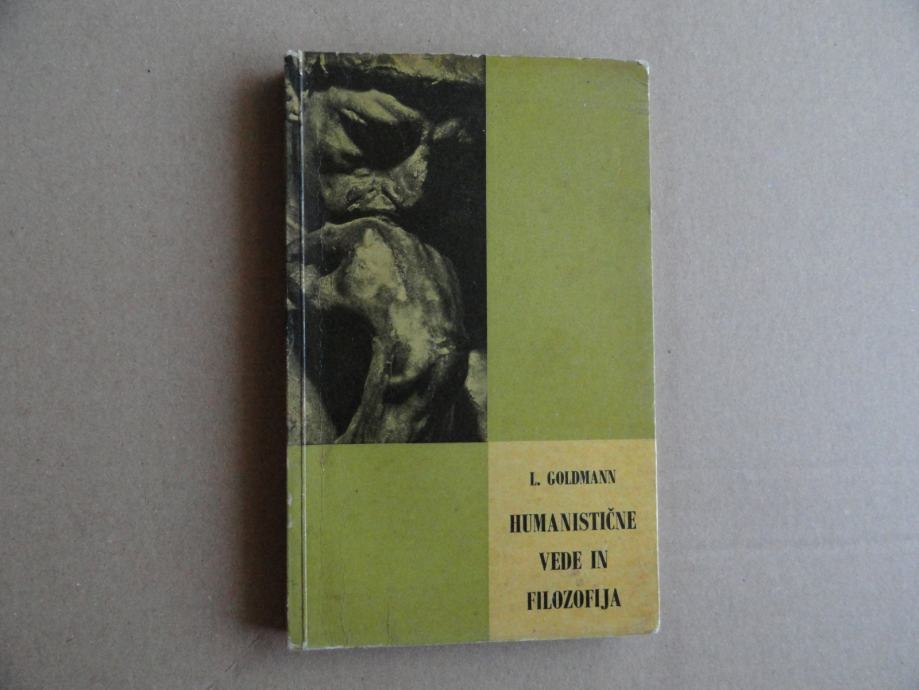 L. GOLDMANN
HUMANISTIČNE
VEDE IN
FILOZOFIJA